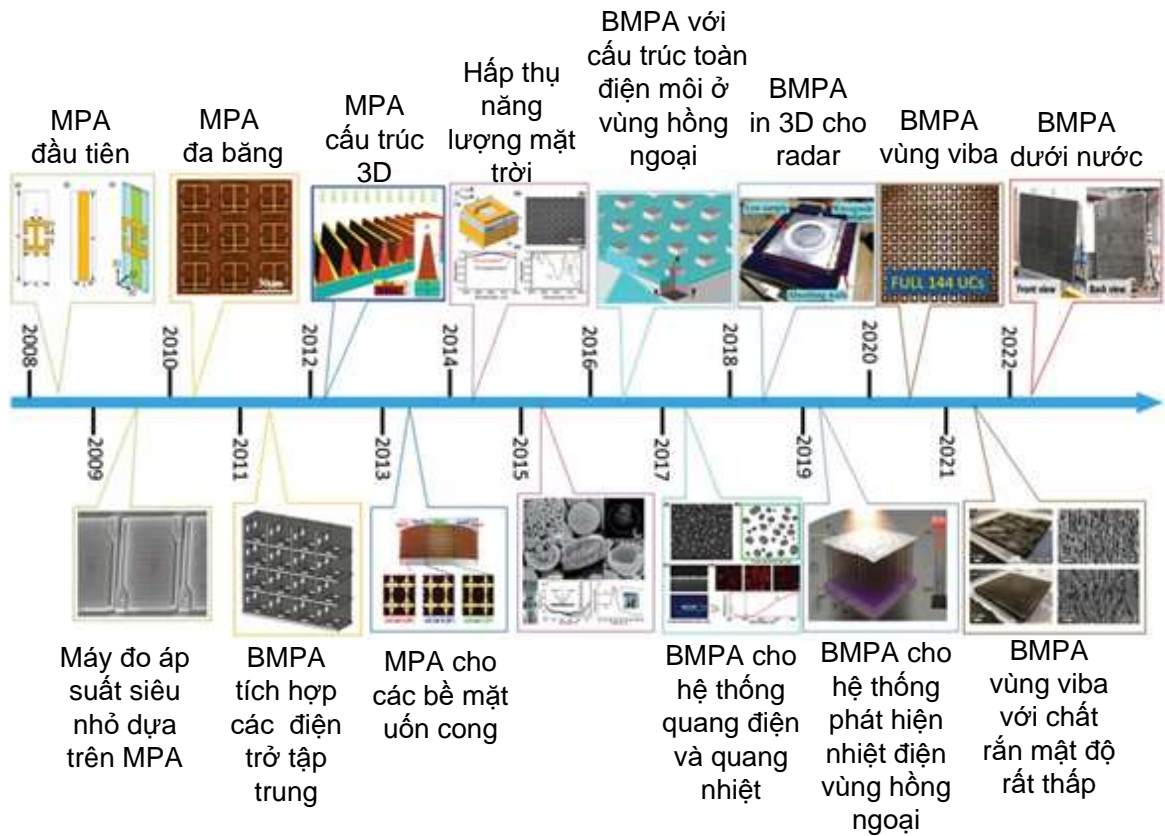 MPA
đầu tiên
MPA
đa băng
MPA
cấu trúc
3D
Hấp thụ
năng
lượng mặt
trời
BMPA với
cấu trúc toàn
điện môi ở
vùng hồng
ngoại
BMPA
in 3D cho
radar
BMPA
vùng viba
BMPA
dưới nước
FULL 144 UCs
Front view
Back view
2008
2010
2012
2014
2016
2018
2020
2022
2009
2011
2013
2015
2017
2019
2021
Máy đo áp
suất siêu
nhỏ dựa
trên MPA
BMPA
tích hợp
các điện
trở tập
trung
MPA cho
các bề mặt
uốn cong
BMPA cho
hệ thống
quang điện
và quang
nhiệt
BMPA cho
hệ thống
phát hiện
nhiệt điện
vùng hồng
ngoại
BMPA
vùng viba
với chất
rắn mật độ
rất thấp